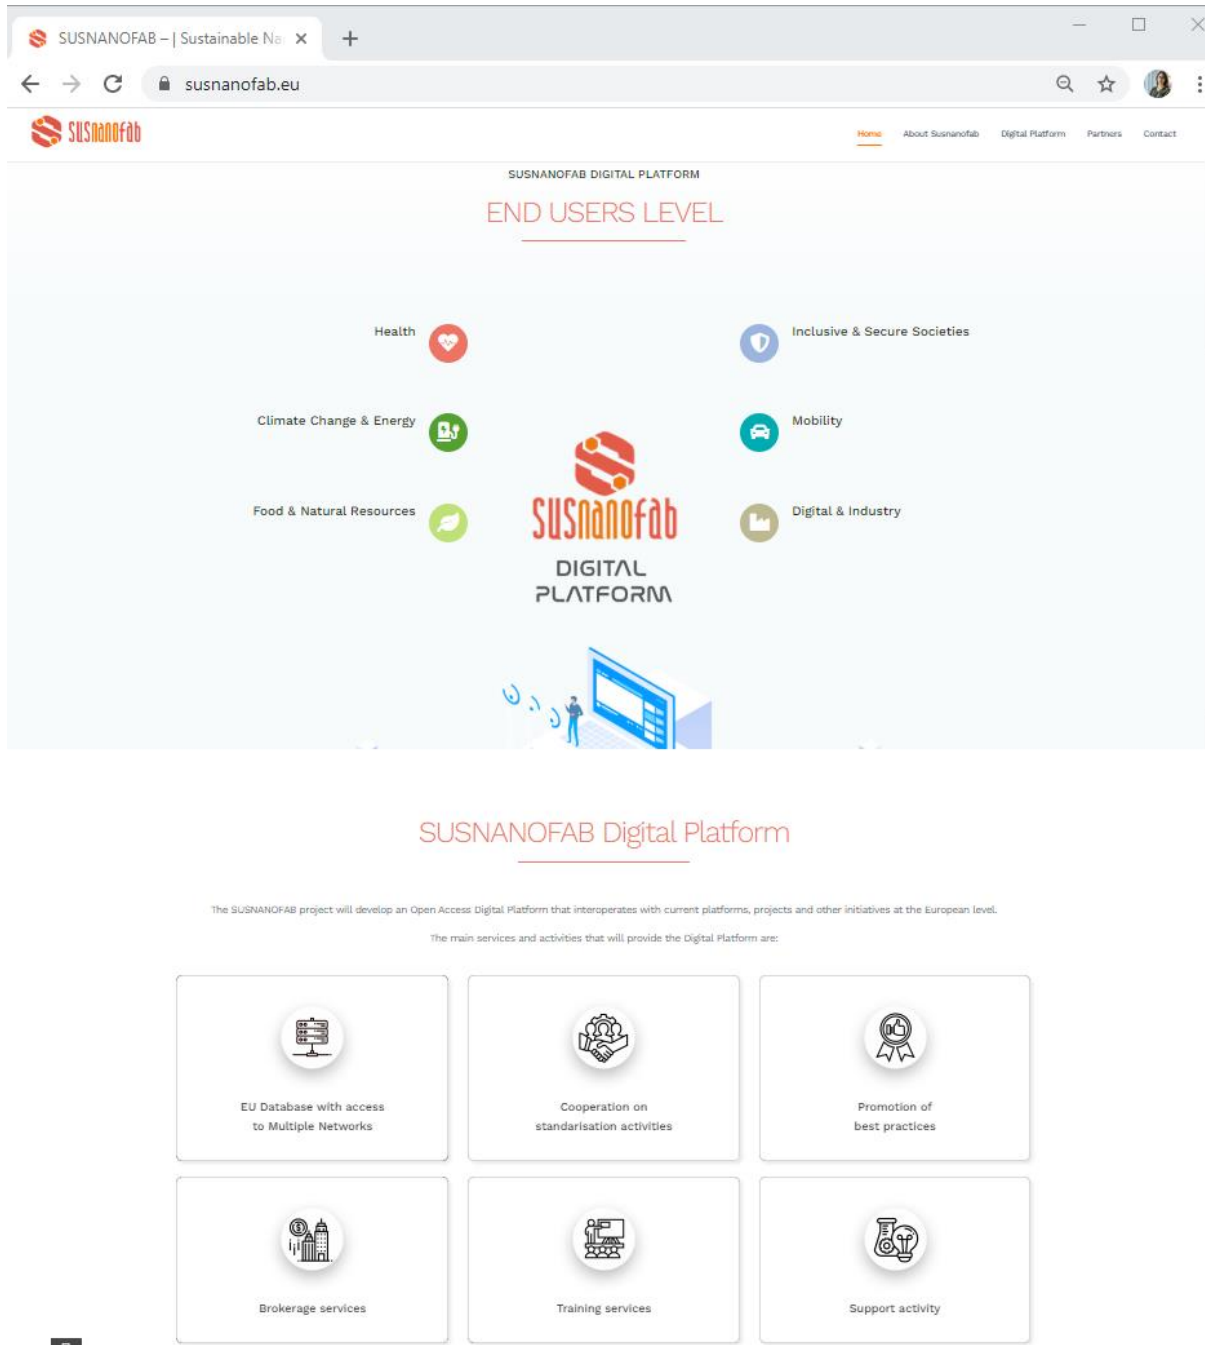 SUSNANOFAB – | Sustainable Na
susnanofab.eu
susnanofab
Home About Susnanofab Digital Platform Partners Contact
SUSNANOFAB DIGITAL PLATFORM
END USERS LEVEL
Health
Inclusive & Secure Societies
Climate Change & Energy
Mobility
Food & Natural Resources
Digital & Industry
susnanofab
DIGITAL
PLATFORM
SUSNANOFAB Digital Platform
The SUSNANOFAB project will develop an Open Access Digital Platform that interoperates with current platforms, projects and other initiatives at the European level.
The main services and activities that will provide the Digital Platform are:
EU Database with access
to Multiple Networks
Cooperation on
standarisation activities
Promotion of
best practices
Brokerage services
Training services
Support activity